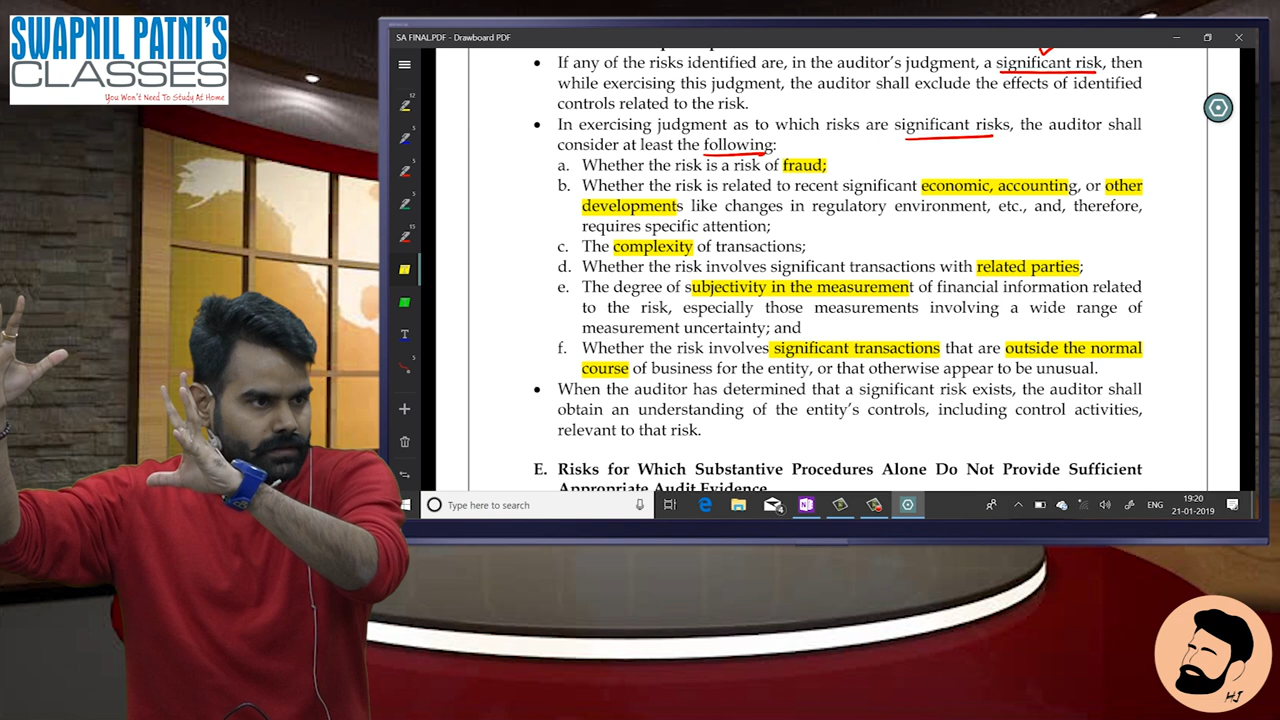 SWAPNIL PATNI'S
CLASSES
You Won't Need To Study At Home
SA FINAL.PDF - Drawboard PDF
• If any of the risks identified are, in the auditor's judgment, a significant risk, then
while exercising this judgment, the auditor shall exclude the effects of identified
controls related to the risk.
• In exercising judgment as to which risks are significant risks, the auditor shall
consider at least the following:
a. Whether the risk is a risk of fraud;
b. Whether the risk is related to recent significant economic, accounting, or other
developments like changes in regulatory environment, etc., and, therefore,
requires specific attention;
c. The complexity of transactions;
d. Whether the risk involves significant transactions with related parties;
e. The degree of subjectivity in the measurement of financial information related
to the risk, especially those measurements involving a wide range of
measurement uncertainty; and
f. Whether the risk involves significant transactions that are outside the normal
course of business for the entity, or that otherwise appear to be unusual.
• When the auditor has determined that a significant risk exists, the auditor shall
obtain an understanding of the entity's controls, including control activities,
relevant to that risk.
E. Risks for Which Substantive Procedures Alone Do Not Provide Sufficient
Appropriate Audit Evidence
Type here to search
4
ENG
19:20
21-01-2019
HJ